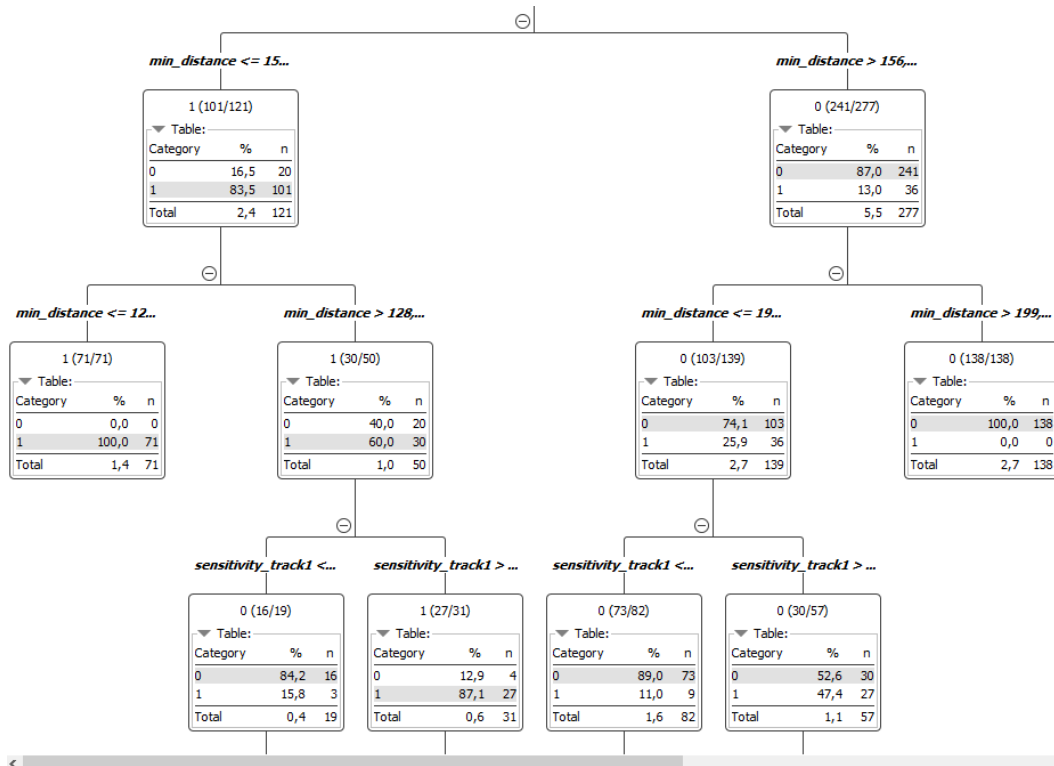 min_distance <= 15...
min_distance > 156,...
1 (101/121)
Table:
Category % n
0 16,5 20
1 83,5 101
Total 2,4 121
0 (241/277)
Table:
Category % n
0 87,0 241
1 13,0 36
Total 5,5 277
min_distance <= 12...
min_distance > 128,...
min_distance <= 19...
min_distance > 199,...
1 (71/71)
Table:
Category % n
0 0,0 0
1 100,0 71
Total 1,4 71
1 (30/50)
Table:
Category % n
0 40,0 20
1 60,0 30
Total 1,0 50
0 (103/139)
Table:
Category % n
0 74,1 103
1 25,9 36
Total 2,7 139
0 (138/138)
Table:
Category % n
0 100,0 138
1 0,0 0
Total 2,7 138
sensitivity_track1 <...
sensitivity_track1 > ...
sensitivity_track1 <...
sensitivity_track1 > ...
0 (16/19)
Table:
Category % n
0 84,2 16
1 15,8 3
Total 0,4 19
1 (27/31)
Table:
Category % n
0 12,9 4
1 87,1 27
Total 0,6 31
0 (73/82)
Table:
Category % n
0 89,0 73
1 11,0 9
Total 1,6 82
0 (30/57)
Table:
Category % n
0 52,6 30
1 47,4 27
Total 1,1 57